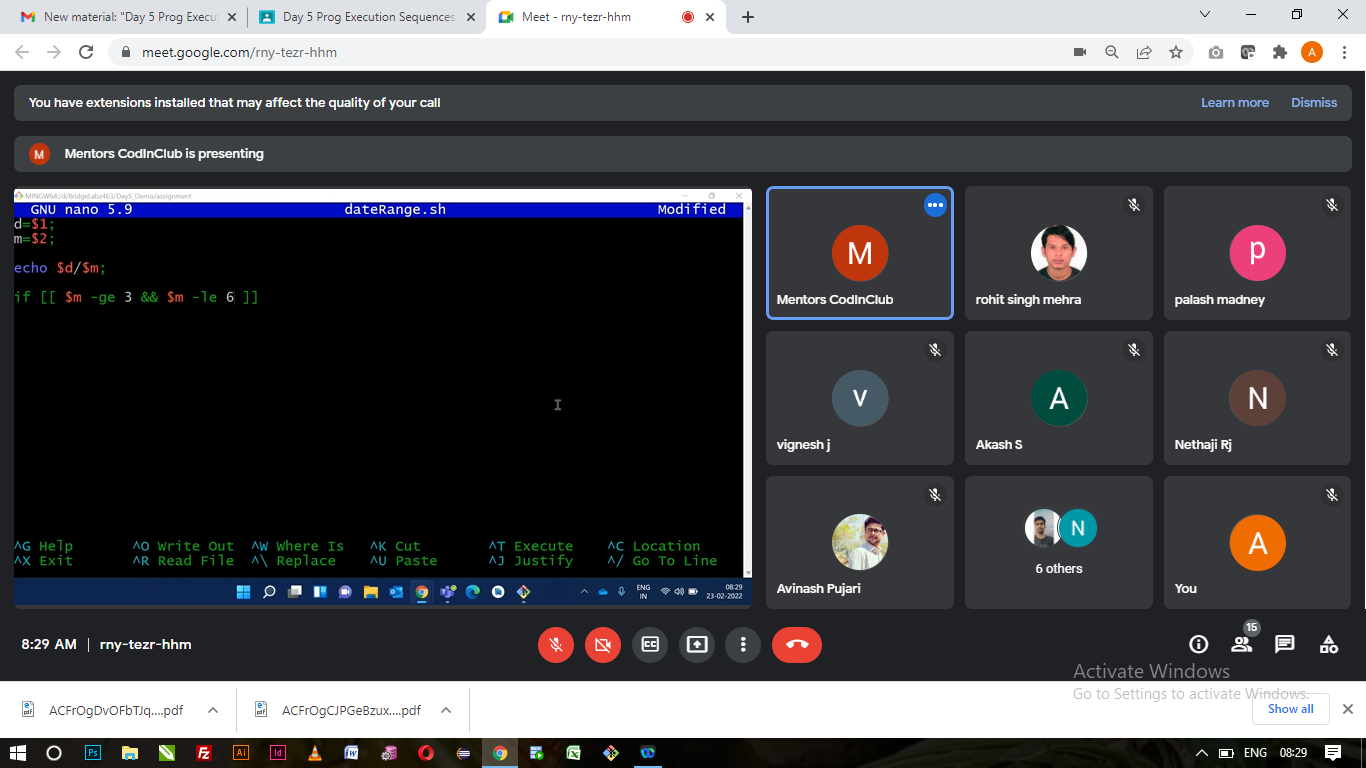 New material: "Day 5 Prog Execut
Day 5 Prog Execution Sequences
Meet - rny-tezr-hhm
meet.google.com/rny-tezr-hhm
A
You have extensions installed that may affect the quality of your call
Learn more
Dismiss
M
Mentors CodInClub is presenting
MINGW64:/d/BridgeLabz463/Day5_Demo/assignment
GNU nano 5.9 dateRange.sh Modified
d=$1;
m=$2;
echo $d/$m;
if [[ $m -ge 3 && $m -le 6 ]]
^G Help ^O Write Out ^W Where Is ^K Cut ^T Execute ^C Location
^X Exit ^R Read File ^\ Replace ^U Paste ^J Justify ^/ Go To Line
ENG
IN
08:29
23-02-2022
M
Mentors CodInClub
rohit singh mehra
p
palash madney
v
vignesh j
A
Akash S
N
Nethaji Rj
Avinash Pujari
N
6 others
A
You
8:29 AM | rny-tezr-hhm
15
Activate Windows
Go to Settings to activate Windows.
ACFrOgDvOFbTJq....pdf
ACFrOgCJPGeBzux....pdf
Show all
Ps
Fz
Ai
Id
W
ENG
08:29